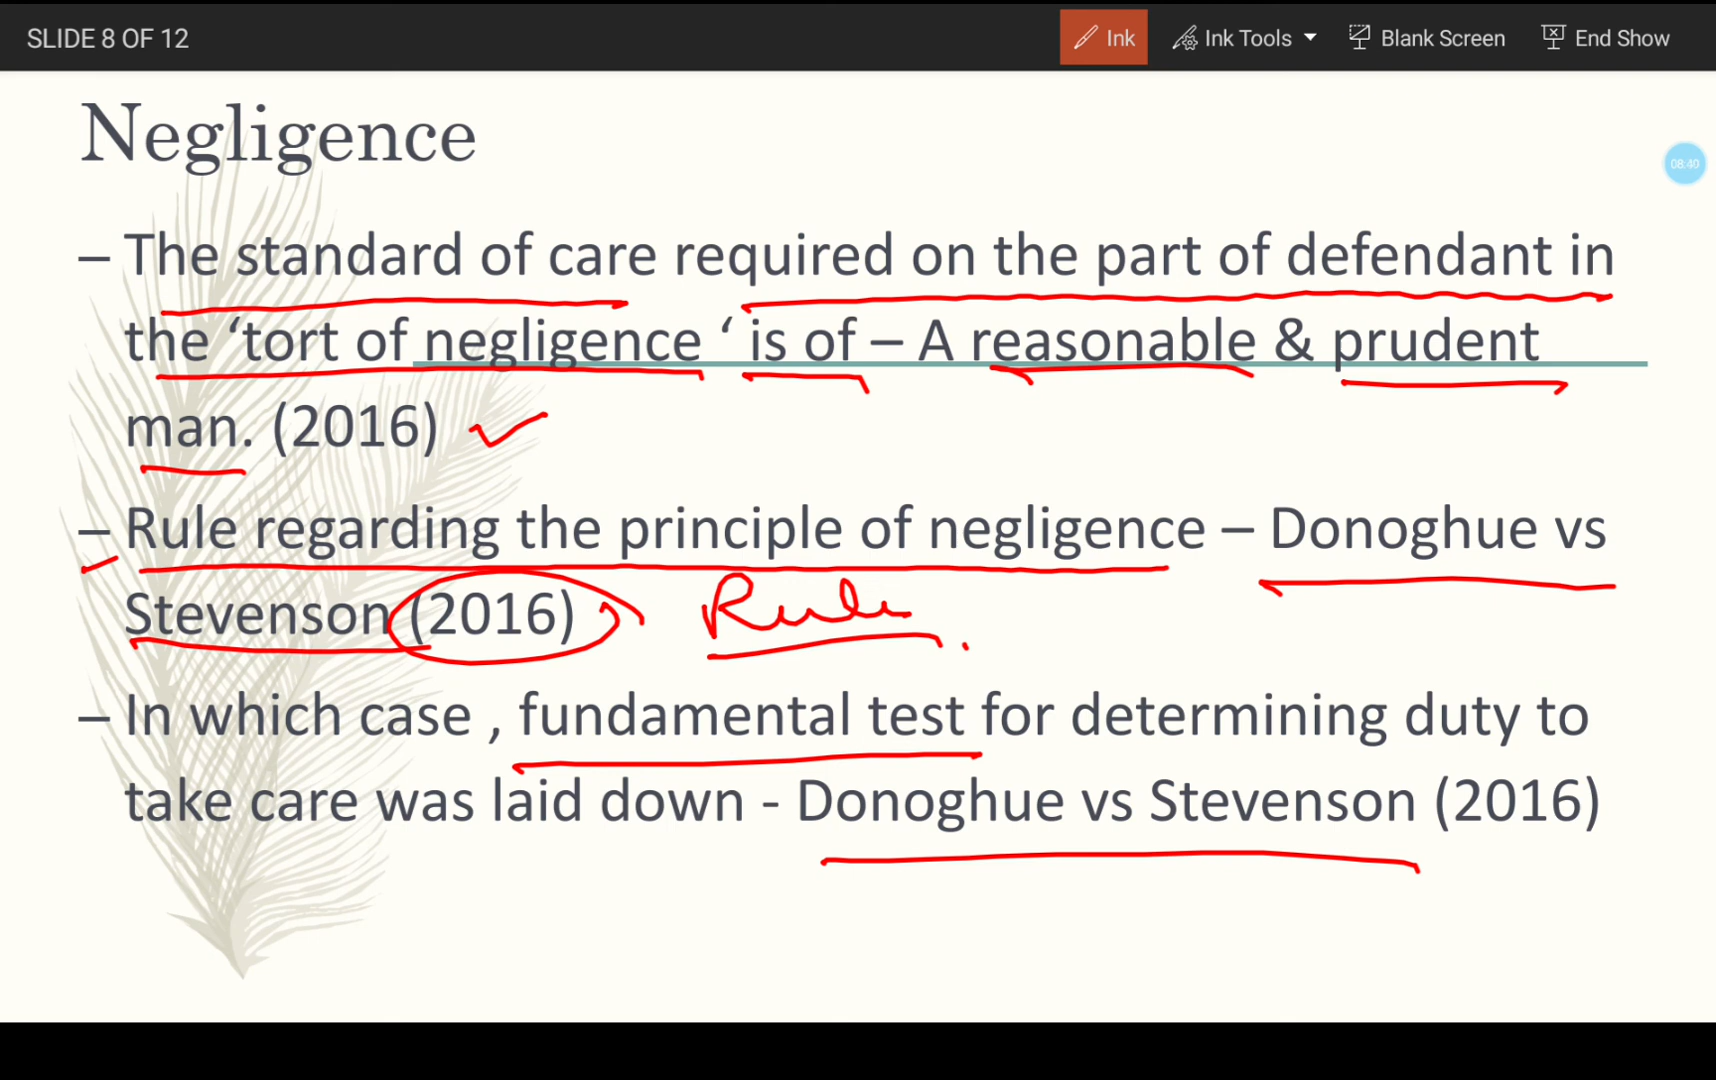 SLIDE 8 OF 12 Ink Ink Tools Blank Screen End Show
Negligence
08:40
– The standard of care required on the part of defendant in
the ‘tort of negligence ‘ is of – A reasonable & prudent
man. (2016)
– Rule regarding the principle of negligence – Donoghue vs
Stevenson (2016) Rule
– In which case , fundamental test for determining duty to
take care was laid down - Donoghue vs Stevenson (2016)